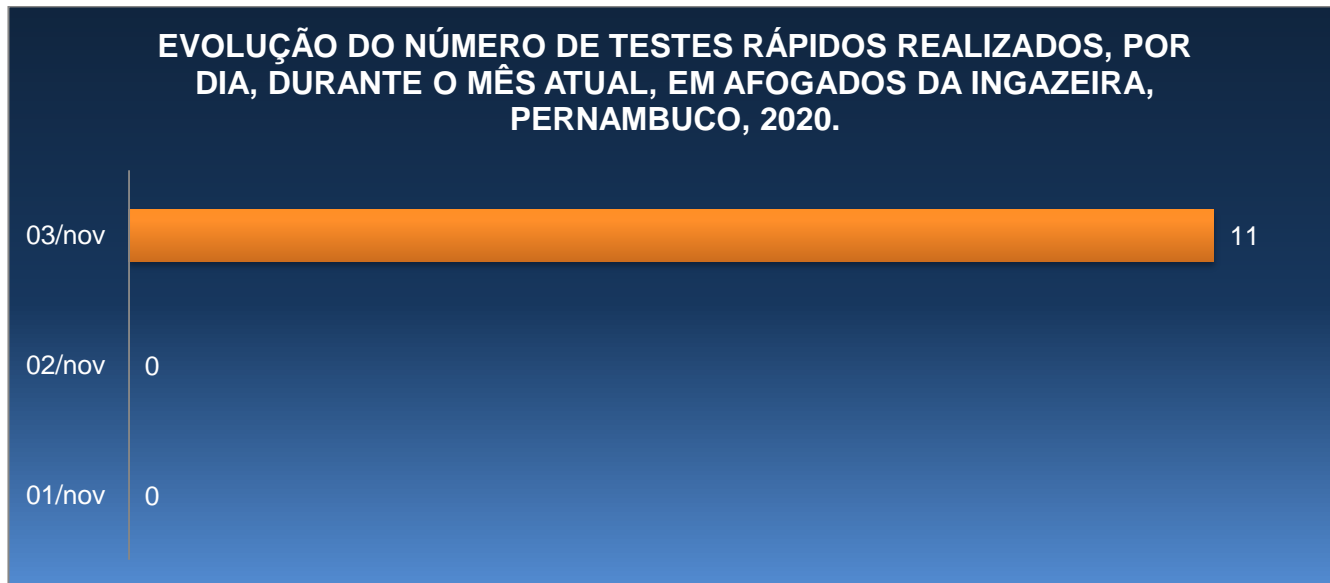 EVOLUÇÃO DO NÚMERO DE TESTES RÁPIDOS REALIZADOS, POR
DIA, DURANTE O MÊS ATUAL, EM AFOGADOS DA INGAZEIRA,
PERNAMBUCO, 2020.
03/nov 11
02/nov 0
01/nov 0